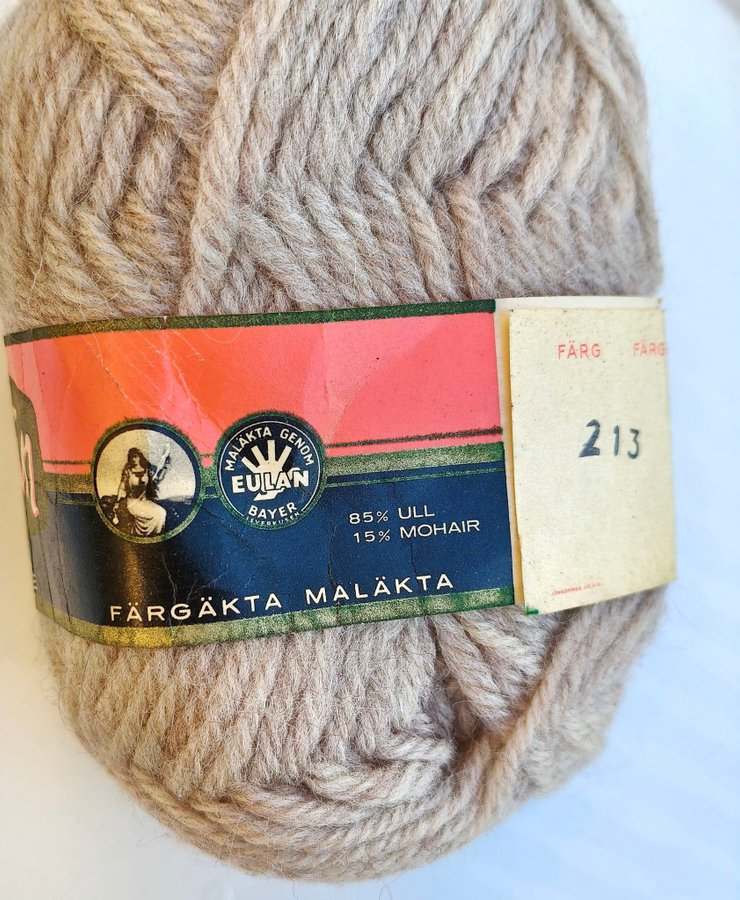 MALÄKTA GENOM
EULAN
BAYER
LEVERKUSEN
85% ULL
15% MOHAIR
FÄRGÄKTA MALÄKTA
FÄRG FÄRG
213